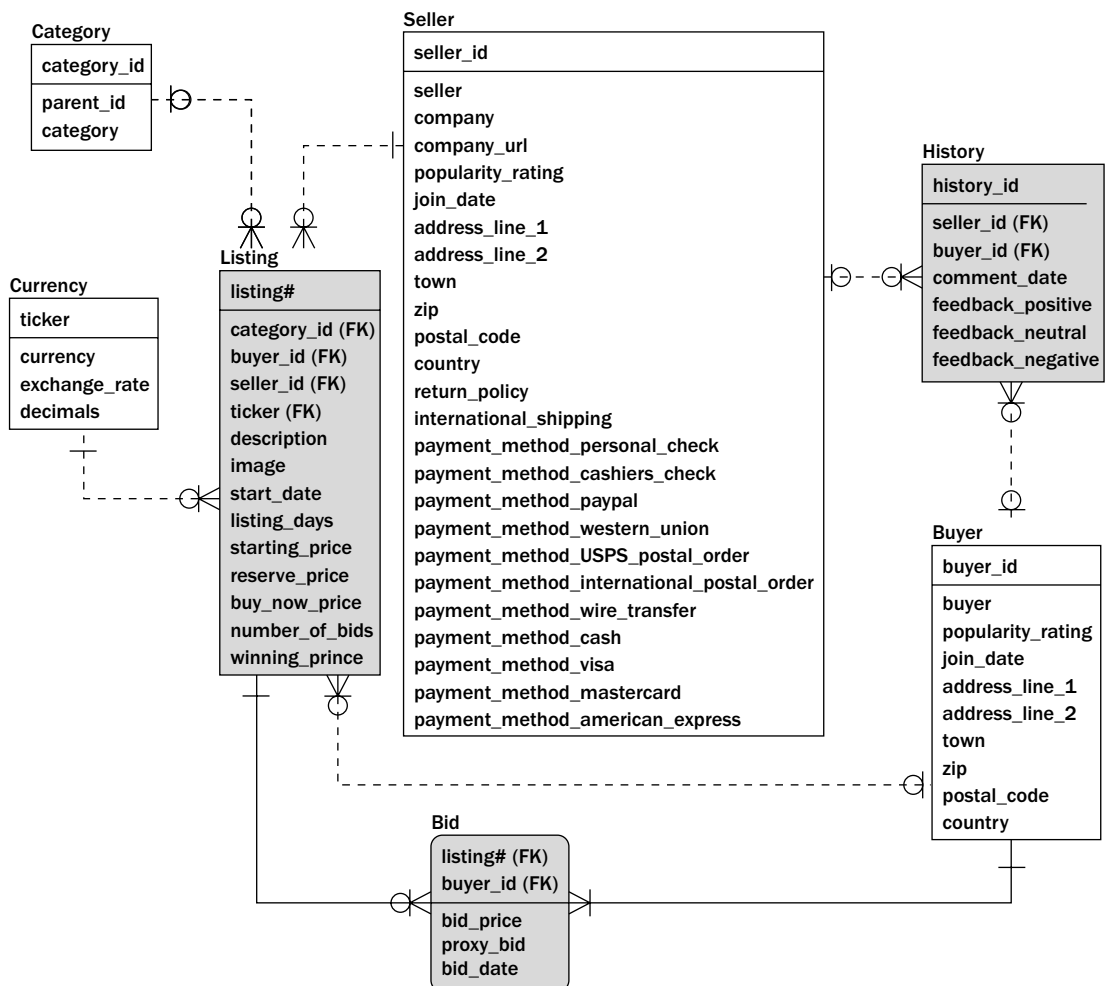 Category
category_id
parent_id
category
Seller
seller_id
seller
company
company_url
popularity_rating
join_date
address_line_1
address_line_2
town
zip
postal_code
country
return_policy
international_shipping
payment_method_personal_check
payment_method_cashiers_check
payment_method_paypal
payment_method_western_union
payment_method_USPS_postal_order
payment_method_international_postal_order
payment_method_wire_transfer
payment_method_cash
payment_method_visa
payment_method_mastercard
payment_method_american_express
History
history_id
seller_id (FK)
buyer_id (FK)
comment_date
feedback_positive
feedback_neutral
feedback_negative
Currency
ticker
currency
exchange_rate
decimals
Listing
listing#
category_id (FK)
buyer_id (FK)
seller_id (FK)
ticker (FK)
description
image
start_date
listing_days
starting_price
reserve_price
buy_now_price
number_of_bids
winning_prince
Buyer
buyer_id
buyer
popularity_rating
join_date
address_line_1
address_line_2
town
zip
postal_code
country
Bid
listing# (FK)
buyer_id (FK)
bid_price
proxy_bid
bid_date